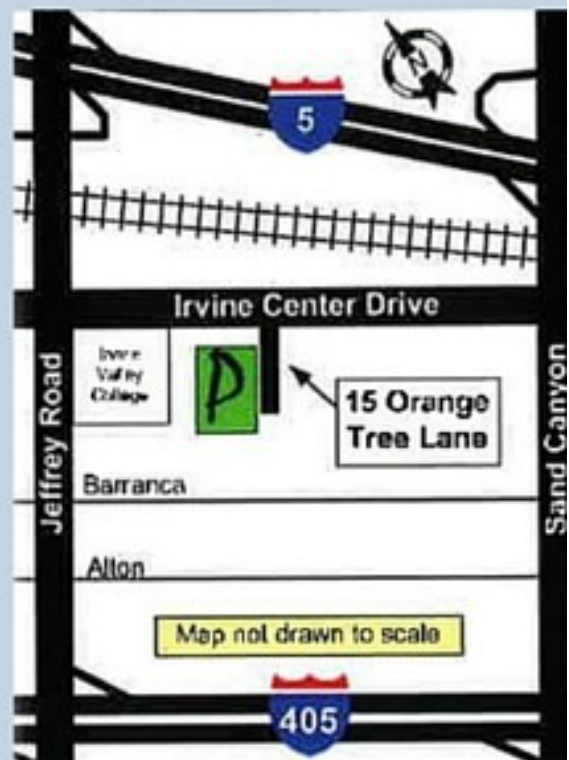 N
5
Irvine Center Drive
Irvine
Valley
College
P
15 Orange
Tree Lane
Jeffrey Road
Sand Canyon
Barranca
Alton
Map not drawn to scale
405